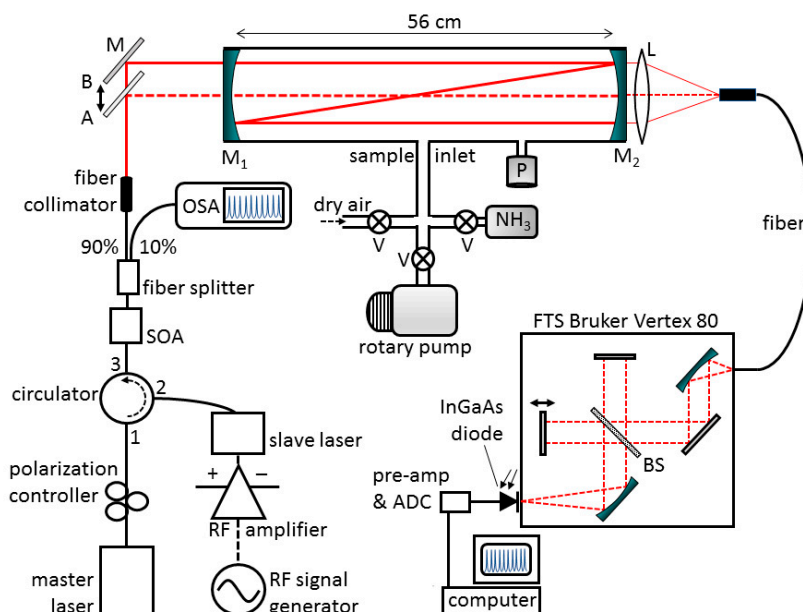 56 cm
M
L
B
A
M₁
sample
inlet
M₂
P
fiber
collimator
OSA
dry air
V
V
NH₃
90%
10%
V
fiber
fiber splitter
SOA
rotary pump
FTS Bruker Vertex 80
3
circulator
2
1
InGaAs
diode
slave laser
BS
polarization
controller
+
−
pre-amp
& ADC
RF
amplifier
master
laser
RF signal
generator
computer